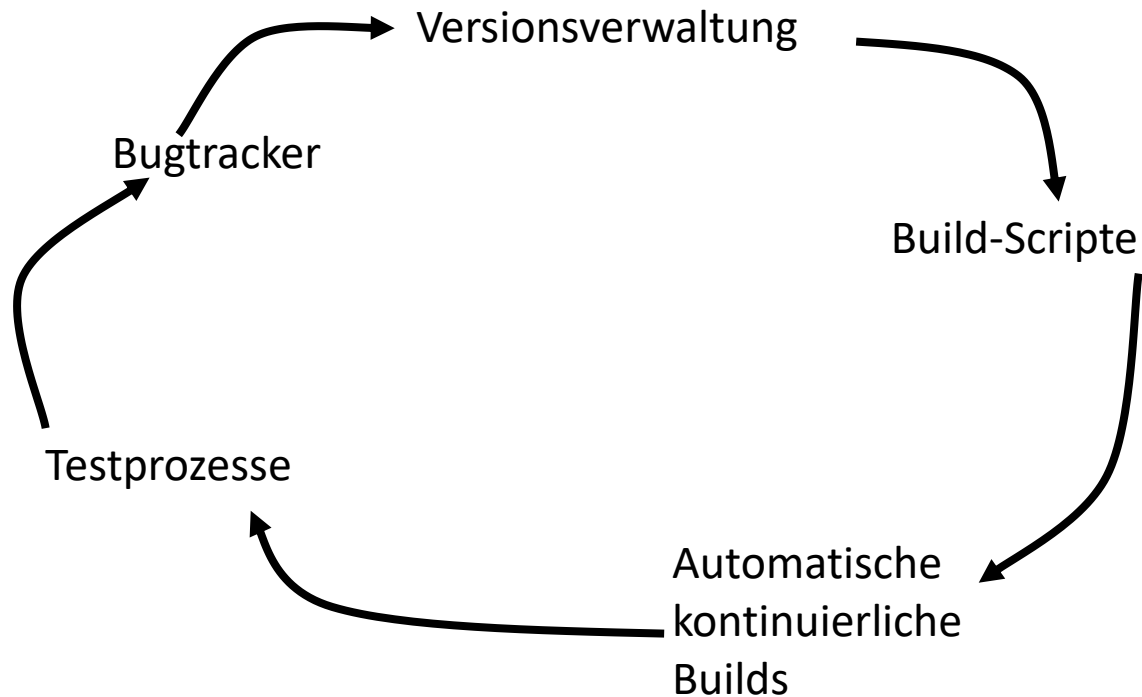 Versionsverwaltung
Bugtracker
Build-Scripte
Testprozesse
Automatische
kontinuierliche
Builds